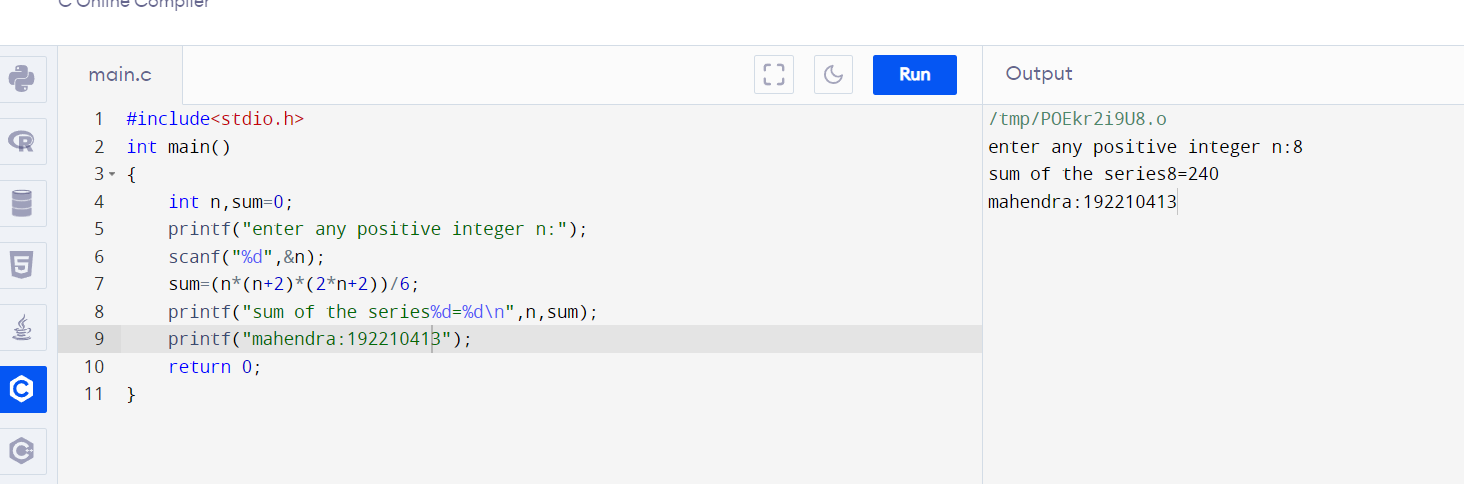 C Online Compiler
main.c
Run
Output
1 #include<stdio.h>
2 int main()
3 {
4 int n,sum=0;
5 printf("enter any positive integer n:");
6 scanf("%d",&n);
7 sum=(n*(n+2)*(2*n+2))/6;
8 printf("sum of the series%d=%d\n",n,sum);
9 printf("mahendra:192210413");
10 return 0;
11 }
/tmp/POEkr2i9U8.o
enter any positive integer n:8
sum of the series8=240
mahendra:192210413